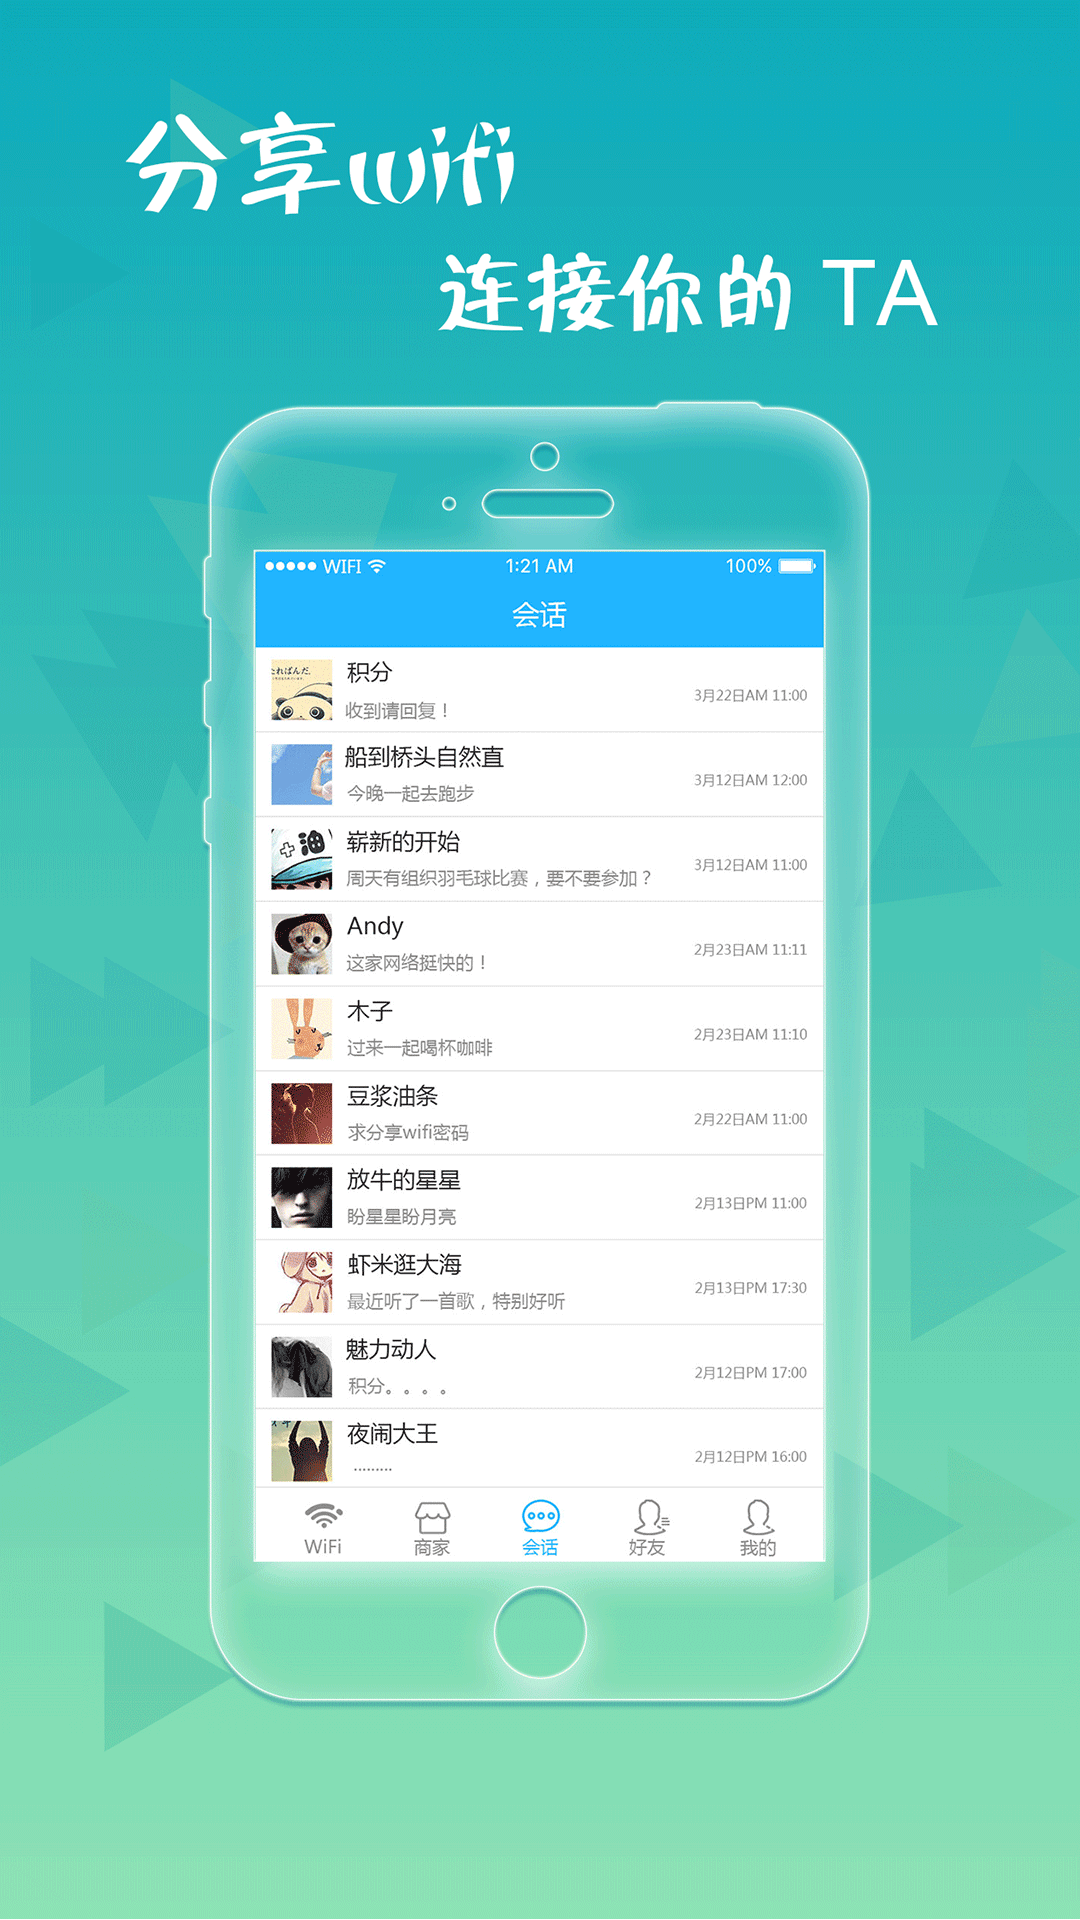 分享wifi
连接你的 TA
WIFI 1:21 AM 100%
会话
积分
收到请回复！
3月22日AM 11:00
船到桥头自然直
今晚一起去跑步
3月12日AM 12:00
崭新的开始
周天有组织羽毛球比赛，要不要参加？
3月12日AM 11:00
Andy
这家网络挺快的！
2月23日AM 11:11
木子
过来一起喝杯咖啡
2月23日AM 11:10
豆浆油条
求分享wifi密码
2月22日AM 11:00
放牛的星星
盼星星盼月亮
2月13日PM 11:00
虾米逛大海
最近听了一首歌，特别好听
2月13日PM 17:30
魅力动人
积分。。。。
2月12日PM 17:00
夜闹大王
.........
2月12日PM 16:00
WiFi 商家 会话 好友 我的